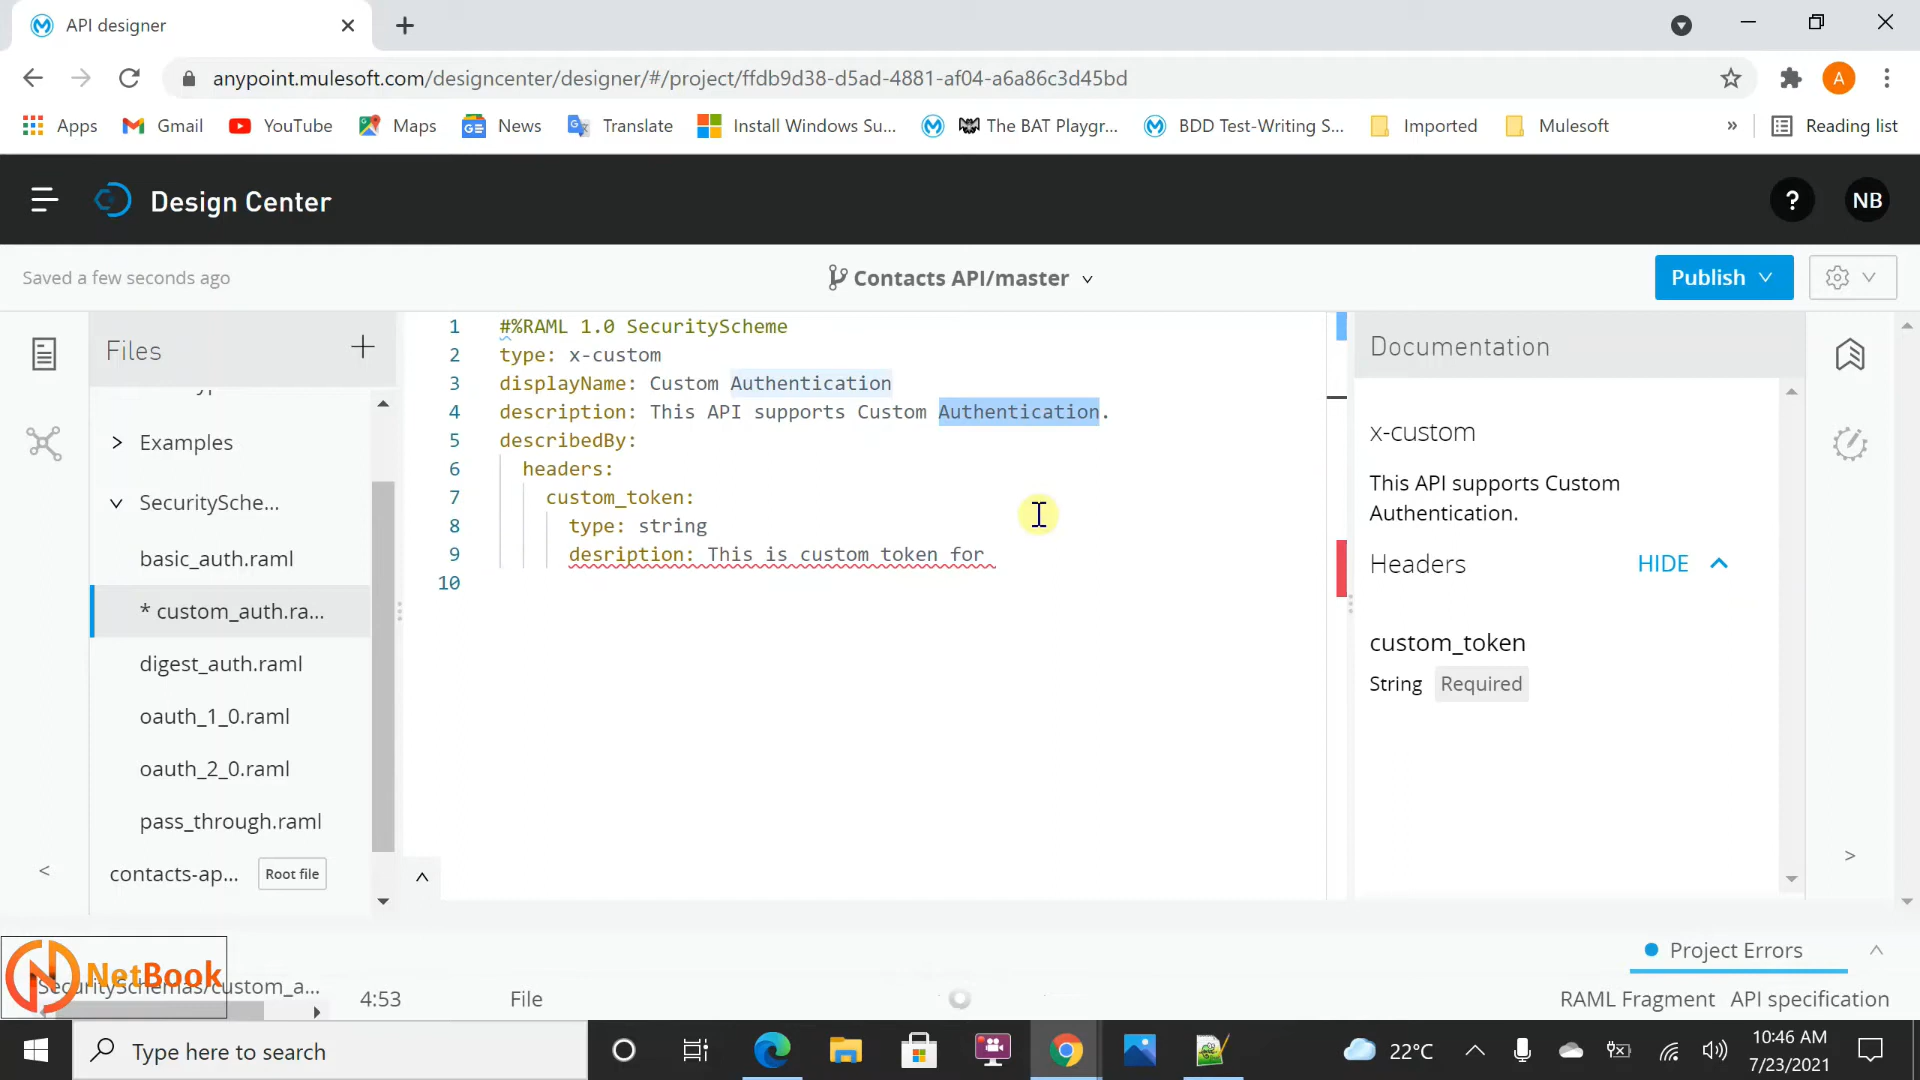 API designer
anypoint.mulesoft.com/designcenter/designer/#/project/ffdb9d38-d5ad-4881-af04-a6a86c3d45bd
A
Apps Gmail YouTube Maps News Translate Install Windows Su... The BAT Playgr... BDD Test-Writing S... Imported Mulesoft » Reading list
Design Center
? NB
Saved a few seconds ago
Contacts API/master
Publish
Files
Examples
SecuritySche...
basic_auth.raml
* custom_auth.ra...
digest_auth.raml
oauth_1_0.raml
oauth_2_0.raml
pass_through.raml
contacts-ap... Root file
1 #%RAML 1.0 SecurityScheme
2 type: x-custom
3 displayName: Custom Authentication
4 description: This API supports Custom Authentication.
5 describedBy:
6 headers:
7 custom_token:
8 type: string
9 desription: This is custom token for
10
Documentation
x-custom
This API supports Custom
Authentication.
Headers HIDE
custom_token
String Required
Project Errors
NetBook
SecuritySchemas/custom_a...
4:53 File
RAML Fragment API specification
Type here to search
22°C
10:46 AM
7/23/2021